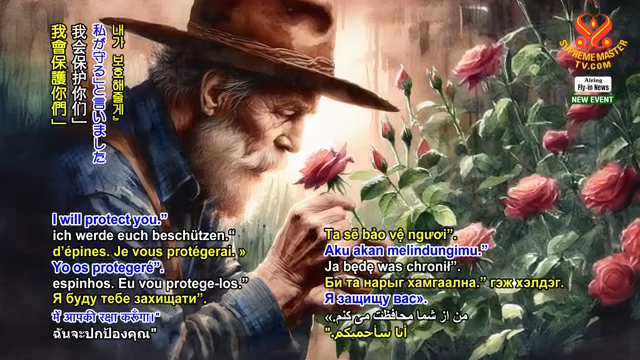 내가 보호해줄게』
私が守る」と言いました
我会保护你们」
我會保護你們」
SUPREME MASTER
TV.COM
Airing
Fly-in News
NEW EVENT
I will protect you.”
ich werde euch beschützen.“
d’épines. Je vous protégerai. »
Yo os protegeré”.
espinhos. Eu vou protege-los.”
Я буду тебе захищати”.
मैं आपकी रक्षा करूँगा।"
ฉันจะปกป้องคุณ"
Ta sẽ bảo vệ ngươi”.
Aku akan melindungimu.”
Ja będę was chronił”.
Би та нарыг хамгаална.” гэж хэлдэг.
Я защищу вас».
من از شما محافظت می کنم.»
أنا سأحميكم."